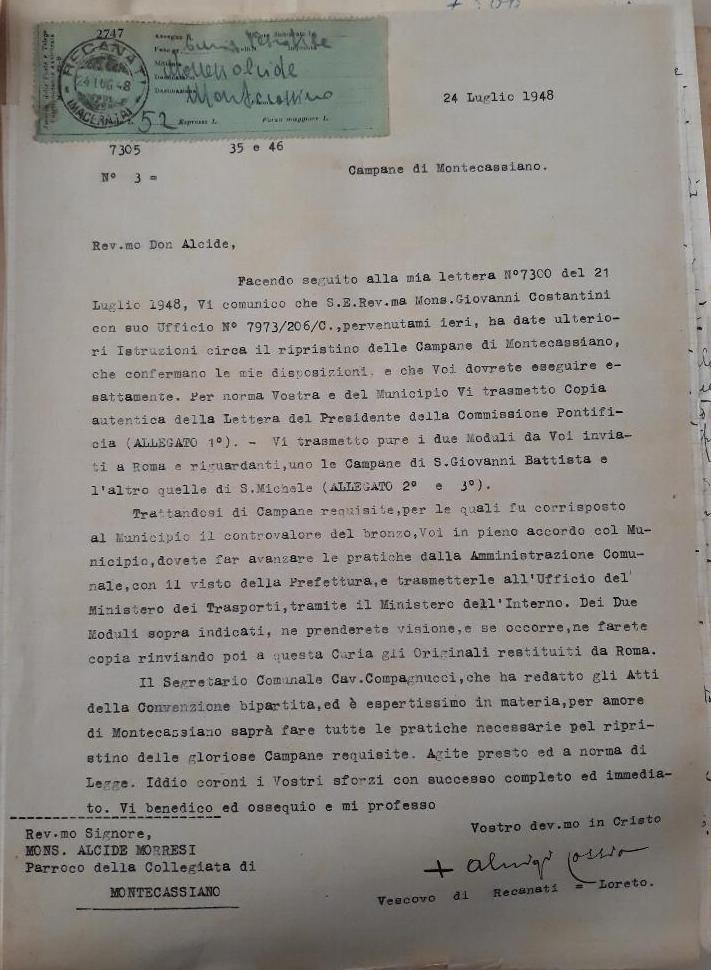 2747
RECANATI
24 LUG 48
(MACERATA)
Morresi Alcide
Montecassino
52
Espresso L.
24 Luglio 1948
7305 35 e 46
N° 3 =
Campane di Montecassiano.
Rev.mo Don Alcide,
Facendo seguito alla mia lettera N°7300 del 21
Luglio 1948, Vi comunico che S.E.Rev.ma Mons.Giovanni Costantini
con suo Ufficio N° 7973/206/C.,pervenutami ieri, ha date ulterio-
ri Istruzioni circa il ripristino delle Campane di Montecassiano,
che confermano le mie disposizioni, e che Voi dovrete eseguire e-
sattamente. Per norma Vostra e del Municipio Vi trasmetto Copia
autentica della Lettera del Presidente della Commissione Pontifi-
cia (ALLEGATO 1°). - Vi trasmetto pure i due Moduli da Voi invia-
ti a Roma e riguardanti,uno le Campane di S.Giovanni Battista e
l'altro quelle di S.Michele (ALLEGATO 2° e 3°).
Trattandosi di Campane requisite,per le quali fu corrisposto
al Municipio il controvalore del bronzo,Voi in pieno accordo col Mu-
nicipio,dovete far avanzare le pratiche dalla Amministrazione Comu-
nale,con il visto della Prefettura,e trasmetterle all'Ufficio del
Ministero dei Trasporti,tramite il Ministero dell'Interno. Dei Due
Moduli sopra indicati, ne prenderete visione,e se occorre,ne farete
copia rinviando poi a questa Curia gli Originali restituiti da Roma.
Il Segretario Comunale Cav.Compagnucci,che ha redatto gli Atti
della Convenzione bipartita,ed è espertissimo in materia,per amore
di Montecassiano saprà fare tutte le pratiche necessarie pel ripri-
stino delle gloriose Campane requisite. Agite presto ed a norma di
Legge. Iddio coroni i Vostri sforzi con successo completo ed immedia-
to. Vi benedico ed ossequio e mi professo
Vostro dev.mo in Cristo
+ Aluigi Cossio
Vescovo di Recanati = Loreto.
Rev.mo Signore,
MONS. ALCIDE MORRESI
Parroco della Collegiata di
MONTECASSIANO